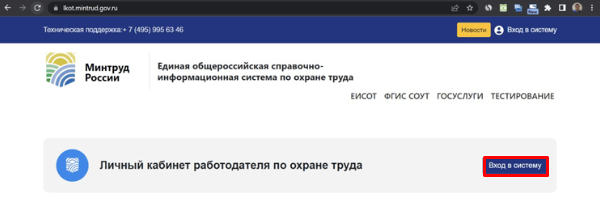 lkot.mintrud.gov.ru
Техническая поддержка:+ 7 (495) 995 63 46
Новости
Вход в систему
Минтруд
России
Единая общероссийская справочно-
информационная система по охране труда
ЕИСОТ ФГИС СОУТ ГОСУСЛУГИ ТЕСТИРОВАНИЕ
Личный кабинет работодателя по охране труда
Вход в систему